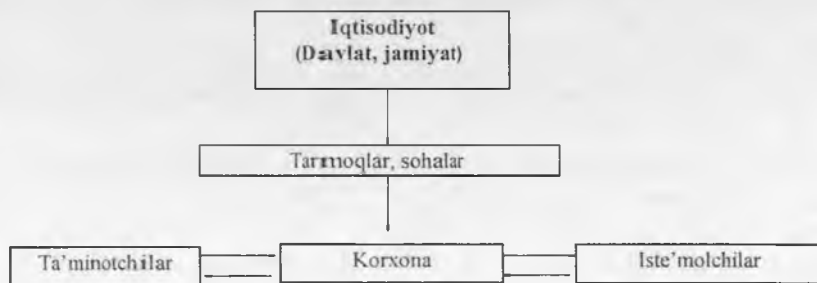 Iqtisodiyot
(Davlat, jamiyat)
Tarmoqlar, sohalar
Ta'minotchilar
Korxona
Iste'molchilar